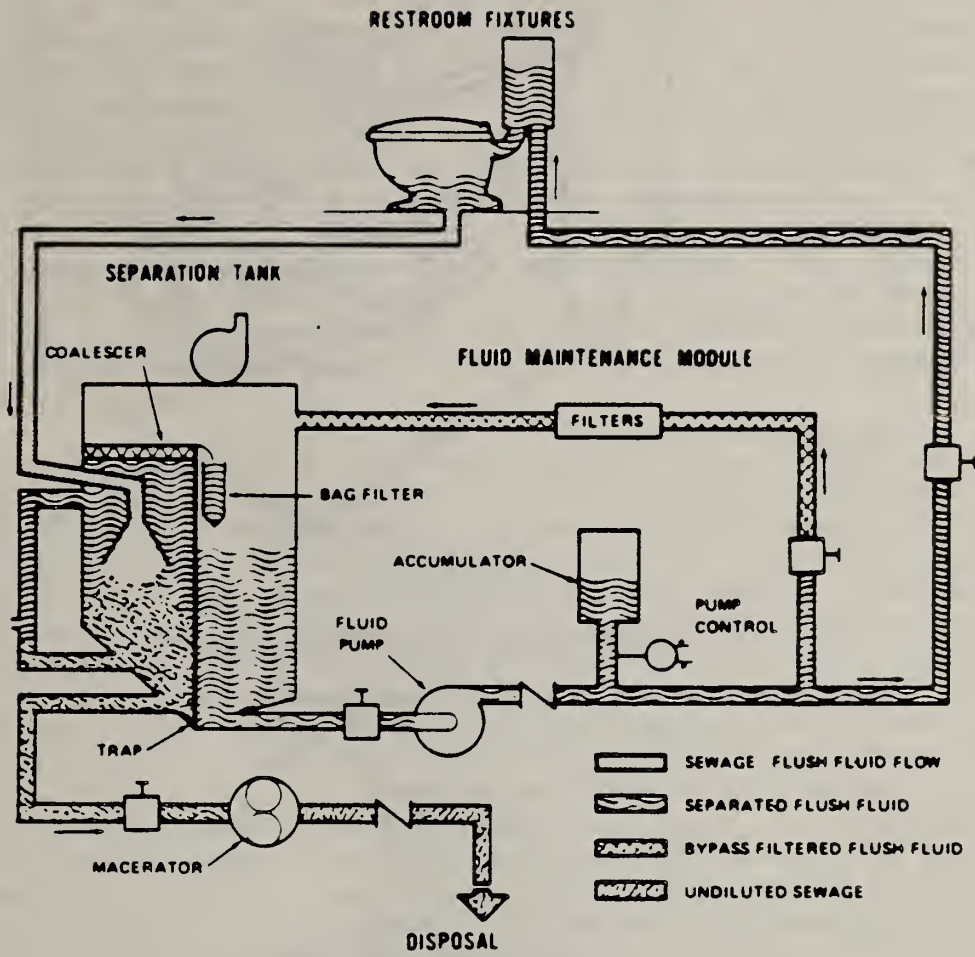 RESTROOM FIXTURES
SEPARATION TANK
COALESCER
FLUID MAINTENANCE MODULE
FILTERS
BAG FILTER
ACCUMULATOR
PUMP
CONTROL
FLUID
PUMP
TRAP
SEWAGE FLUSH FLUID FLOW
SEPARATED FLUSH FLUID
BYPASS FILTERED FLUSH FLUID
UNDILUTED SEWAGE
MACERATOR
DISPOSAL